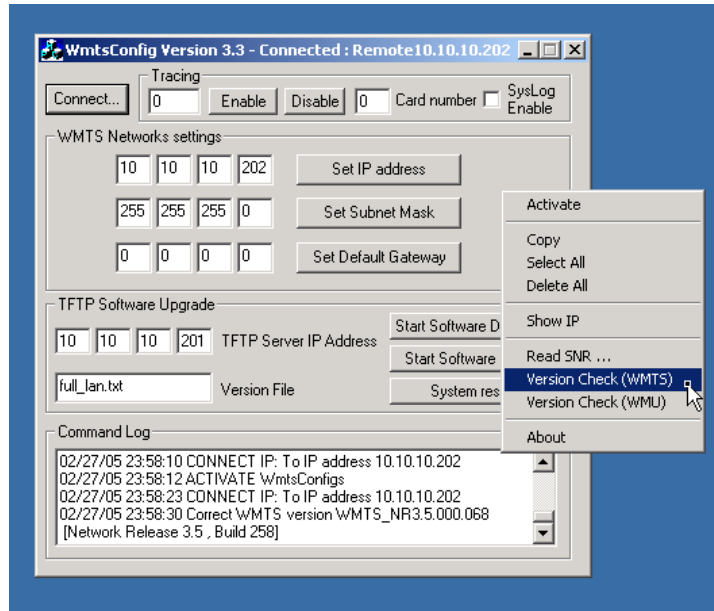 WmtsConfig Version 3.3 - Connected : Remote10.10.10.202
Connect...
Tracing
0
Enable
Disable
0
Card number
SysLog
Enable
WMTS Networks settings
10 10 10 202
Set IP address
255 255 255 0
Set Subnet Mask
0 0 0 0
Set Default Gateway
TFTP Software Upgrade
10 10 10 201
TFTP Server IP Address
Start Software D
Start Software
full_lan.txt
Version File
System res
Command Log
02/27/05 23:58:10 CONNECT IP: To IP address 10.10.10.202
02/27/05 23:58:12 ACTIVATE WmtsConfigs
02/27/05 23:58:23 CONNECT IP: To IP address 10.10.10.202
02/27/05 23:58:30 Correct WMTS version WMTS_NR3.5.000.068
[Network Release 3.5 , Build 258]
Activate
Copy
Select All
Delete All
Show IP
Read SNR ...
Version Check (WMTS)
Version Check (WMU)
About